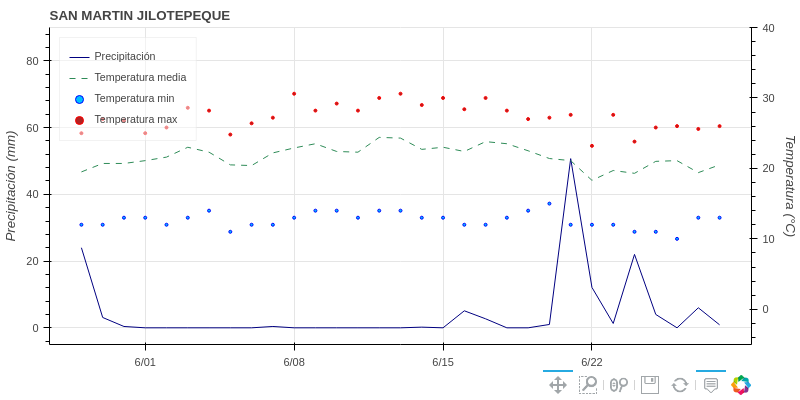 SAN MARTIN JILOTEPEQUE
Precipitación
Temperatura media
Temperatura min
Temperatura max
Precipitación (mm)
80
60
40
20
0
40
30
20
10
0
Temperatura (°C)
6/01
6/08
6/15
6/22